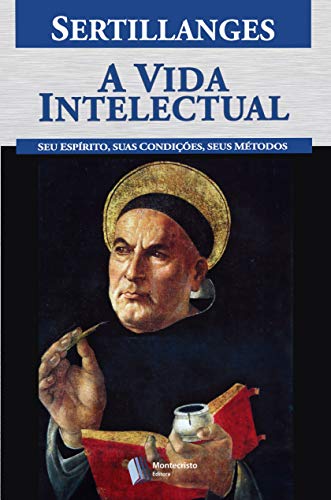 SERTILLANGES
A VIDA
INTELECTUAL
SEU ESPÍRITO, SUAS CONDIÇÕES, SEUS MÉTODOS
Montecristo
Editora